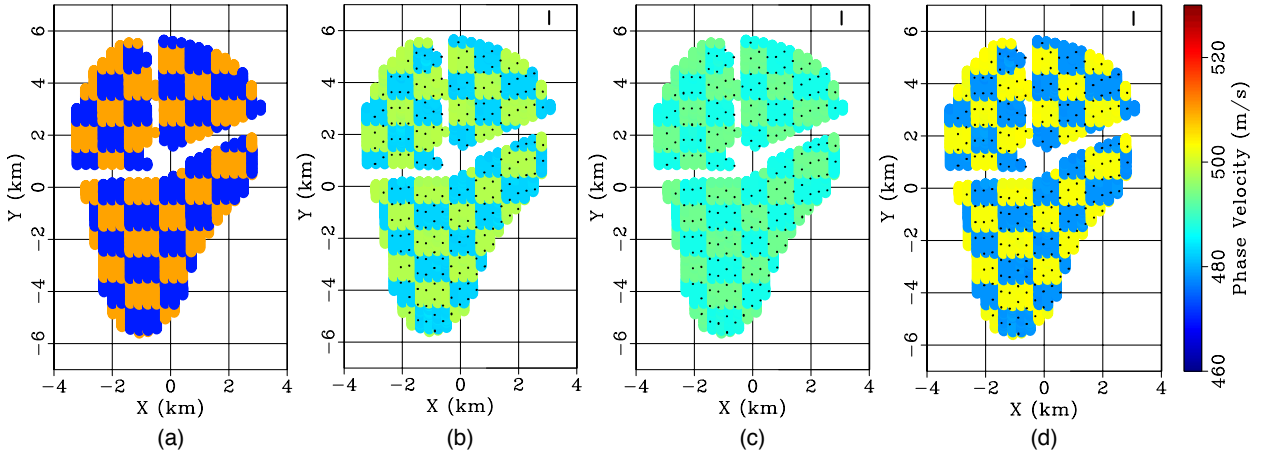 6 6 6 6
4 4 4 4
2 2 2 2
0 0 0 0
−2 −2 −2 −2
−4 −4 −4 −4
−6 −6 −6 −6
Y (km) Y (km) Y (km) Y (km)
−4 −2 0 2 4 −4 −2 0 2 4 −4 −2 0 2 4 −4 −2 0 2 4
X (km) X (km) X (km) X (km)
(a) (b) (c) (d)
460 480 500 520
Phase Velocity (m/s)